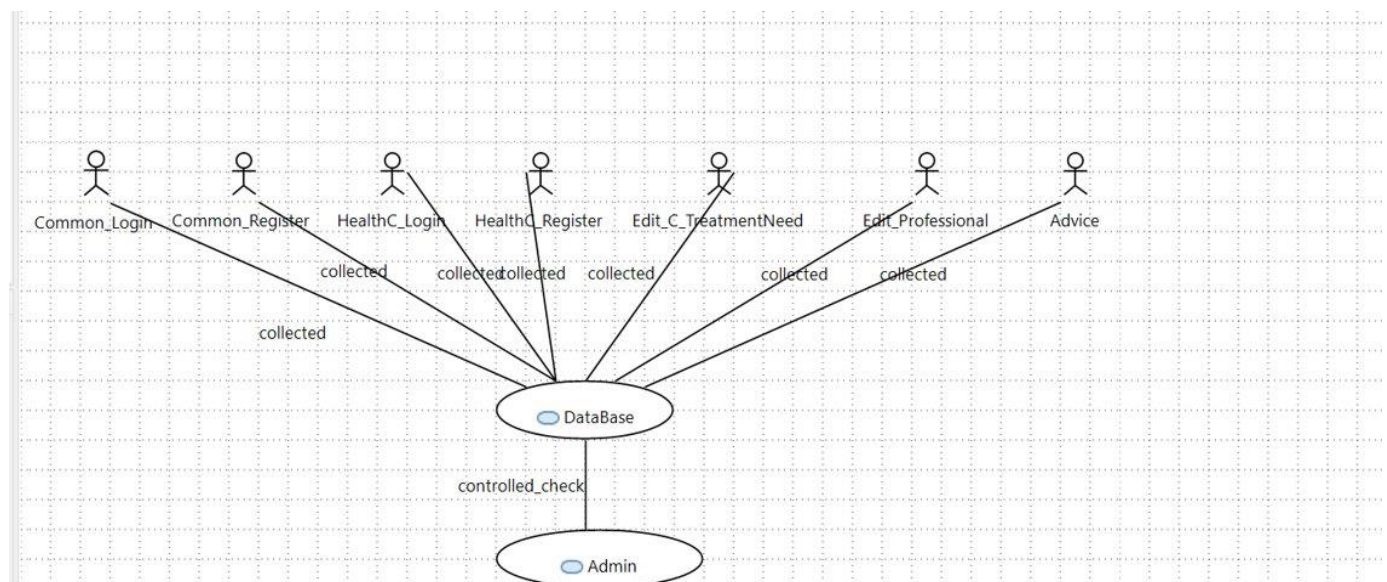 Common_Login
Common_Register
HealthC_Login
HealthC_Register
Edit_C_TreatmentNeed
Edit_Professional
Advice
collected
collected
collected
collected
collected
collected
collected
DataBase
controlled_check
Admin